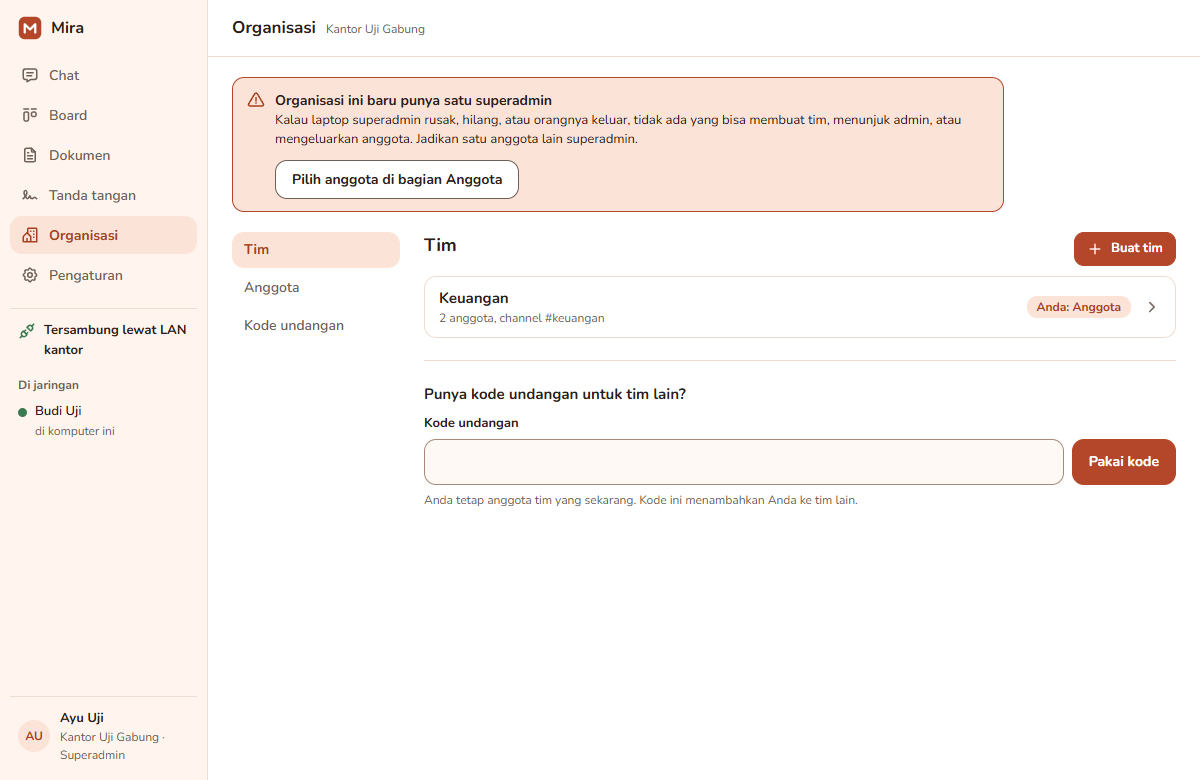 Mira
Chat
Board
Dokumen
Tanda tangan
Organisasi
Pengaturan
Tersambung lewat LAN
kantor
Di jaringan
Budi Uji
di komputer ini
AU
Ayu Uji
Kantor Uji Gabung ·
Superadmin
Organisasi Kantor Uji Gabung
Organisasi ini baru punya satu superadmin
Kalau laptop superadmin rusak, hilang, atau orangnya keluar, tidak ada yang bisa membuat tim, menunjuk admin, atau
mengeluarkan anggota. Jadikan satu anggota lain superadmin.
Pilih anggota di bagian Anggota
Tim
Anggota
Kode undangan
Tim
Buat tim
Keuangan
2 anggota, channel #keuangan
Anda: Anggota
Punya kode undangan untuk tim lain?
Kode undangan
Pakai kode
Anda tetap anggota tim yang sekarang. Kode ini menambahkan Anda ke tim lain.